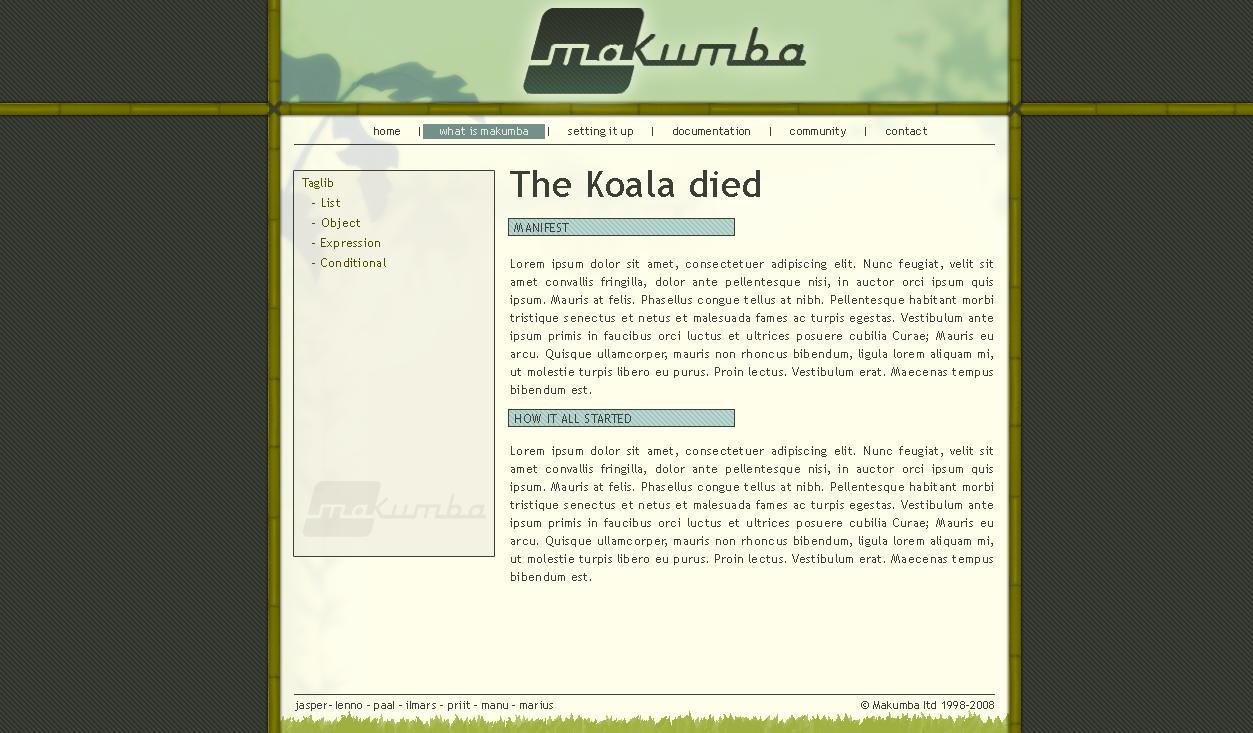 makumba
home | what is makumba | setting it up | documentation | community | contact
Taglib
- List
- Object
- Expression
- Conditional
makumba
The Koala died
MANIFEST
Lorem ipsum dolor sit amet, consectetuer adipiscing elit. Nunc feugiat, velit sit
amet convallis fringilla, dolor ante pellentesque nisi, in auctor orci ipsum quis
ipsum. Mauris at felis. Phasellus congue tellus at nibh. Pellentesque habitant morbi
tristique senectus et netus et malesuada fames ac turpis egestas. Vestibulum ante
ipsum primis in faucibus orci luctus et ultrices posuere cubilia Curae; Mauris eu
arcu. Quisque ullamcorper, mauris non rhoncus bibendum, ligula lorem aliquam mi,
ut molestie turpis libero eu purus. Proin lectus. Vestibulum erat. Maecenas tempus
bibendum est.
HOW IT ALL STARTED
Lorem ipsum dolor sit amet, consectetuer adipiscing elit. Nunc feugiat, velit sit
amet convallis fringilla, dolor ante pellentesque nisi, in auctor orci ipsum quis
ipsum. Mauris at felis. Phasellus congue tellus at nibh. Pellentesque habitant morbi
tristique senectus et netus et malesuada fames ac turpis egestas. Vestibulum ante
ipsum primis in faucibus orci luctus et ultrices posuere cubilia Curae; Mauris eu
arcu. Quisque ullamcorper, mauris non rhoncus bibendum, ligula lorem aliquam mi,
ut molestie turpis libero eu purus. Proin lectus. Vestibulum erat. Maecenas tempus
bibendum est.
jasper- lenno - paal - ilmars - priit - manu - marius
© Makumba ltd 1998-2008